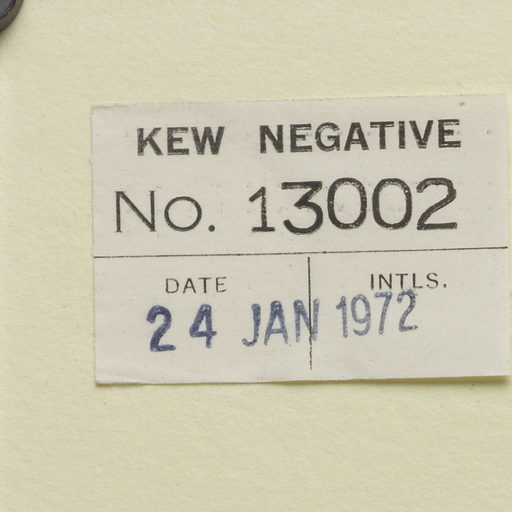 KEW NEGATIVE
No. 13002
DATE INTLS.
24 JAN 1972